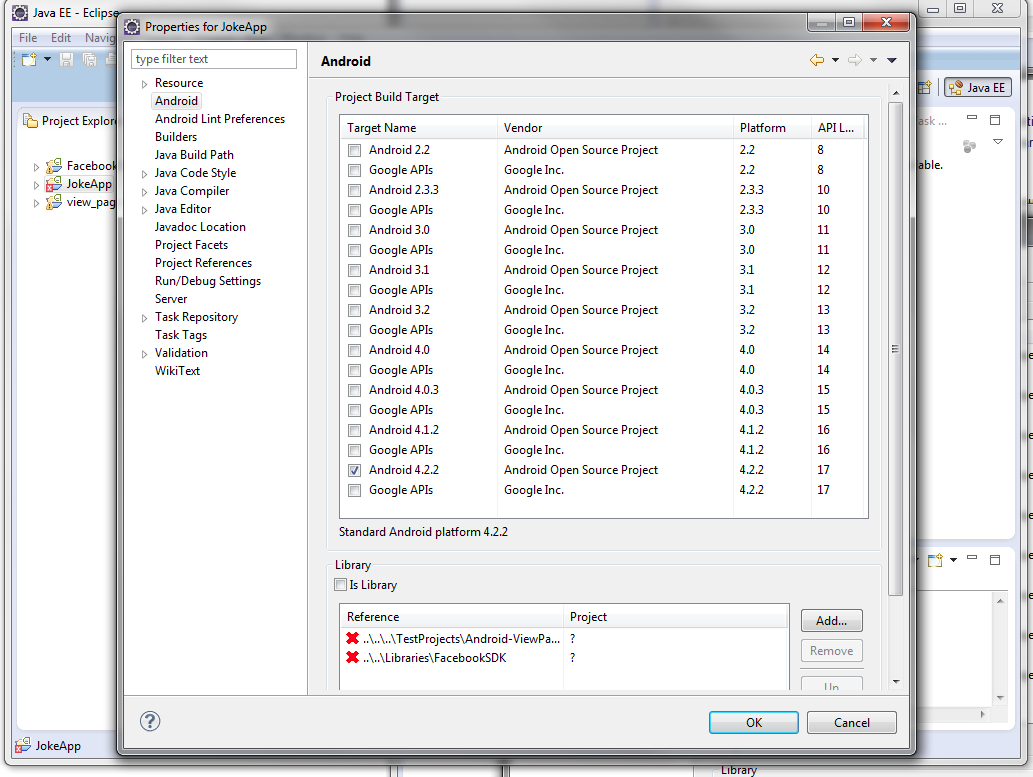 Java EE - Eclipse
File Edit Navig
Java EE
Project Explore
Facebook
JokeApp
view_pag
ask ...
able.
JokeApp
Library
Properties for JokeApp
type filter text
Resource
Android
Android Lint Preferences
Builders
Java Build Path
Java Code Style
Java Compiler
Java Editor
Javadoc Location
Project Facets
Project References
Run/Debug Settings
Server
Task Repository
Task Tags
Validation
WikiText
Android
Project Build Target
Target Name Vendor Platform API L...
Android 2.2 Android Open Source Project 2.2 8
Google APIs Google Inc. 2.2 8
Android 2.3.3 Android Open Source Project 2.3.3 10
Google APIs Google Inc. 2.3.3 10
Android 3.0 Android Open Source Project 3.0 11
Google APIs Google Inc. 3.0 11
Android 3.1 Android Open Source Project 3.1 12
Google APIs Google Inc. 3.1 12
Android 3.2 Android Open Source Project 3.2 13
Google APIs Google Inc. 3.2 13
Android 4.0 Android Open Source Project 4.0 14
Google APIs Google Inc. 4.0 14
Android 4.0.3 Android Open Source Project 4.0.3 15
Google APIs Google Inc. 4.0.3 15
Android 4.1.2 Android Open Source Project 4.1.2 16
Google APIs Google Inc. 4.1.2 16
Android 4.2.2 Android Open Source Project 4.2.2 17
Google APIs Google Inc. 4.2.2 17
Standard Android platform 4.2.2
Library
Is Library
Reference Project
..\..\..\TestProjects\Android-ViewPa... ?
..\..\Libraries\FacebookSDK ?
Add...
Remove
Up
OK Cancel